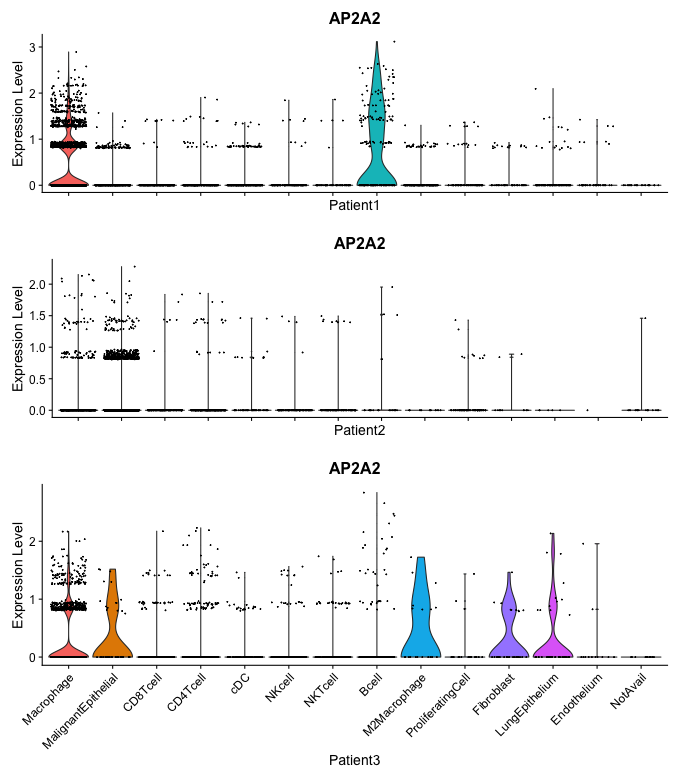 AP2A2
Expression Level
3
2
1
0
Patient1
AP2A2
Expression Level
2.0
1.5
1.0
0.5
0.0
Patient2
AP2A2
Expression Level
2
1
0
Macrophage
MalignantEpithelial
CD8Tcell
CD4Tcell
cDC
NKcell
NKTcell
Bcell
M2Macrophage
ProliferatingCell
Fibroblast
LungEpithelium
Endothelium
NotAvail
Patient3